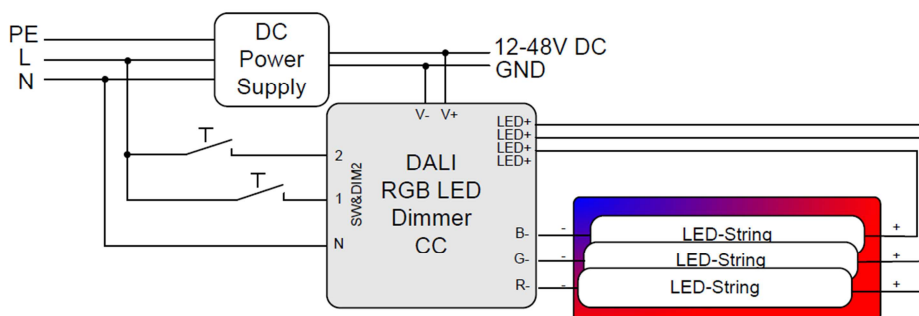 PE
L
N
DC
Power
Supply
12-48V DC
GND
V- V+
LED+
LED+
LED+
LED+
2
1
N
SW&DIM2
DALI
RGB LED
Dimmer
CC
B-
G-
R-
- LED-String +
- LED-String +
- LED-String +